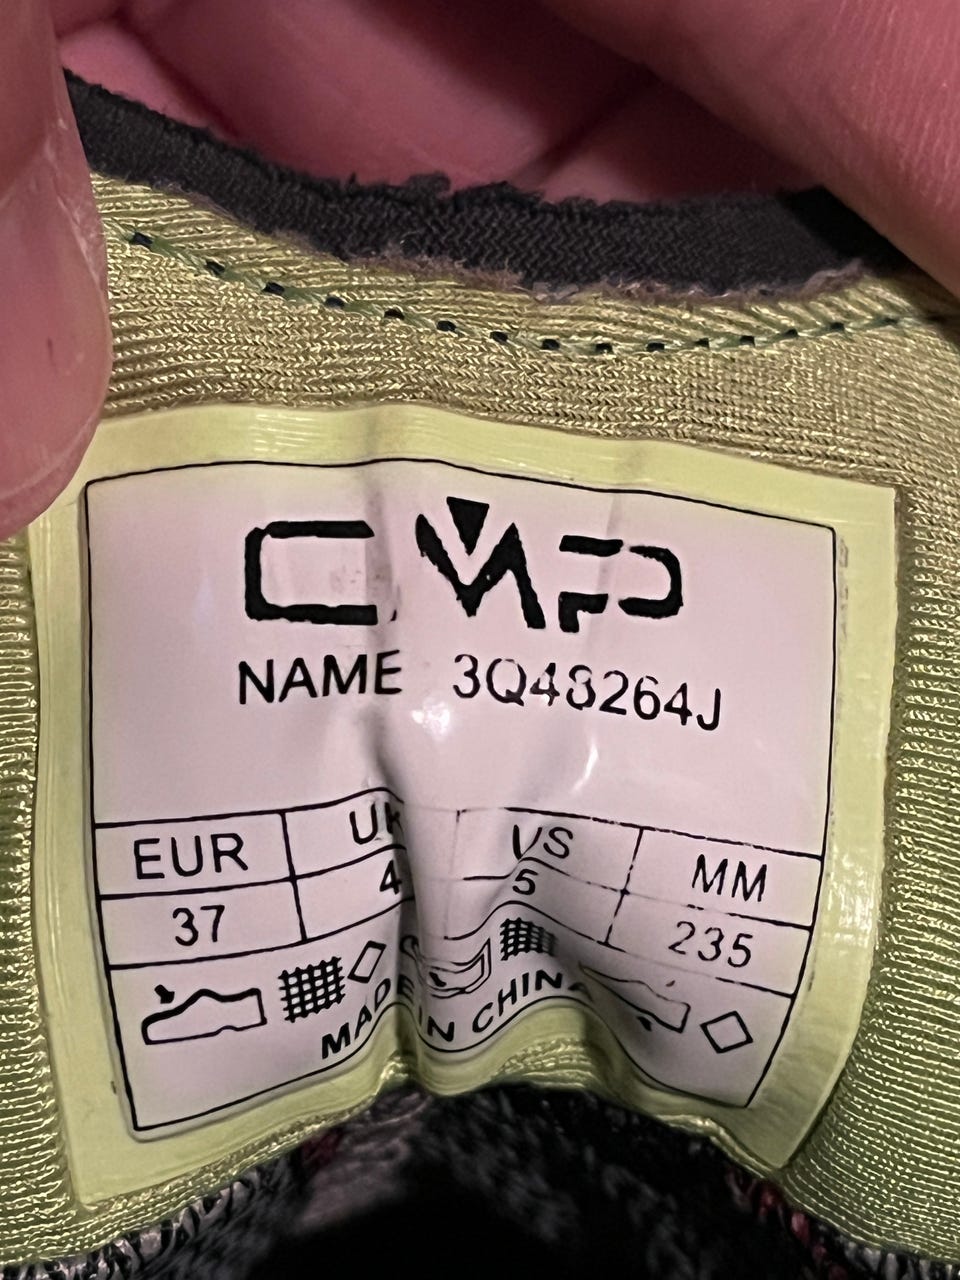 CMP
NAME 3Q48264J
EUR UK US MM
37 4 5 235
MADE IN CHINA